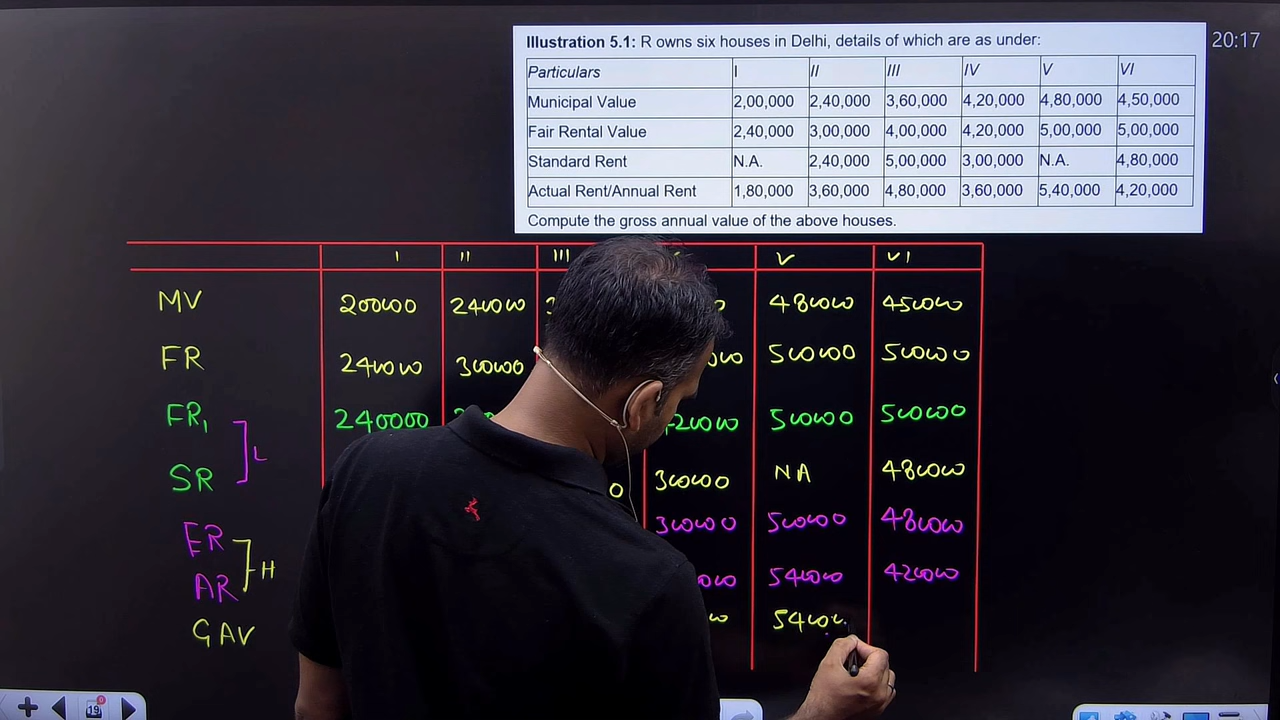 Illustration 5.1: R owns six houses in Delhi, details of which are as under:
20:17
Particulars I II III IV V VI
Municipal Value 2,00,000 2,40,000 3,60,000 4,20,000 4,80,000 4,50,000
Fair Rental Value 2,40,000 3,00,000 4,00,000 4,20,000 5,00,000 5,00,000
Standard Rent N.A. 2,40,000 5,00,000 3,00,000 N.A. 4,80,000
Actual Rent/Annual Rent 1,80,000 3,60,000 4,80,000 3,60,000 5,40,000 4,20,000
Compute the gross annual value of the above houses.
I II III V VI
MV 200000 240000 480000 450000
FR 240000 300000 500000 500000
ER₁ 240000 420000 500000 500000
L
SR 300000 NA 480000
ER 300000 500000 480000
H
AR 540000 420000
GAV 54000
19